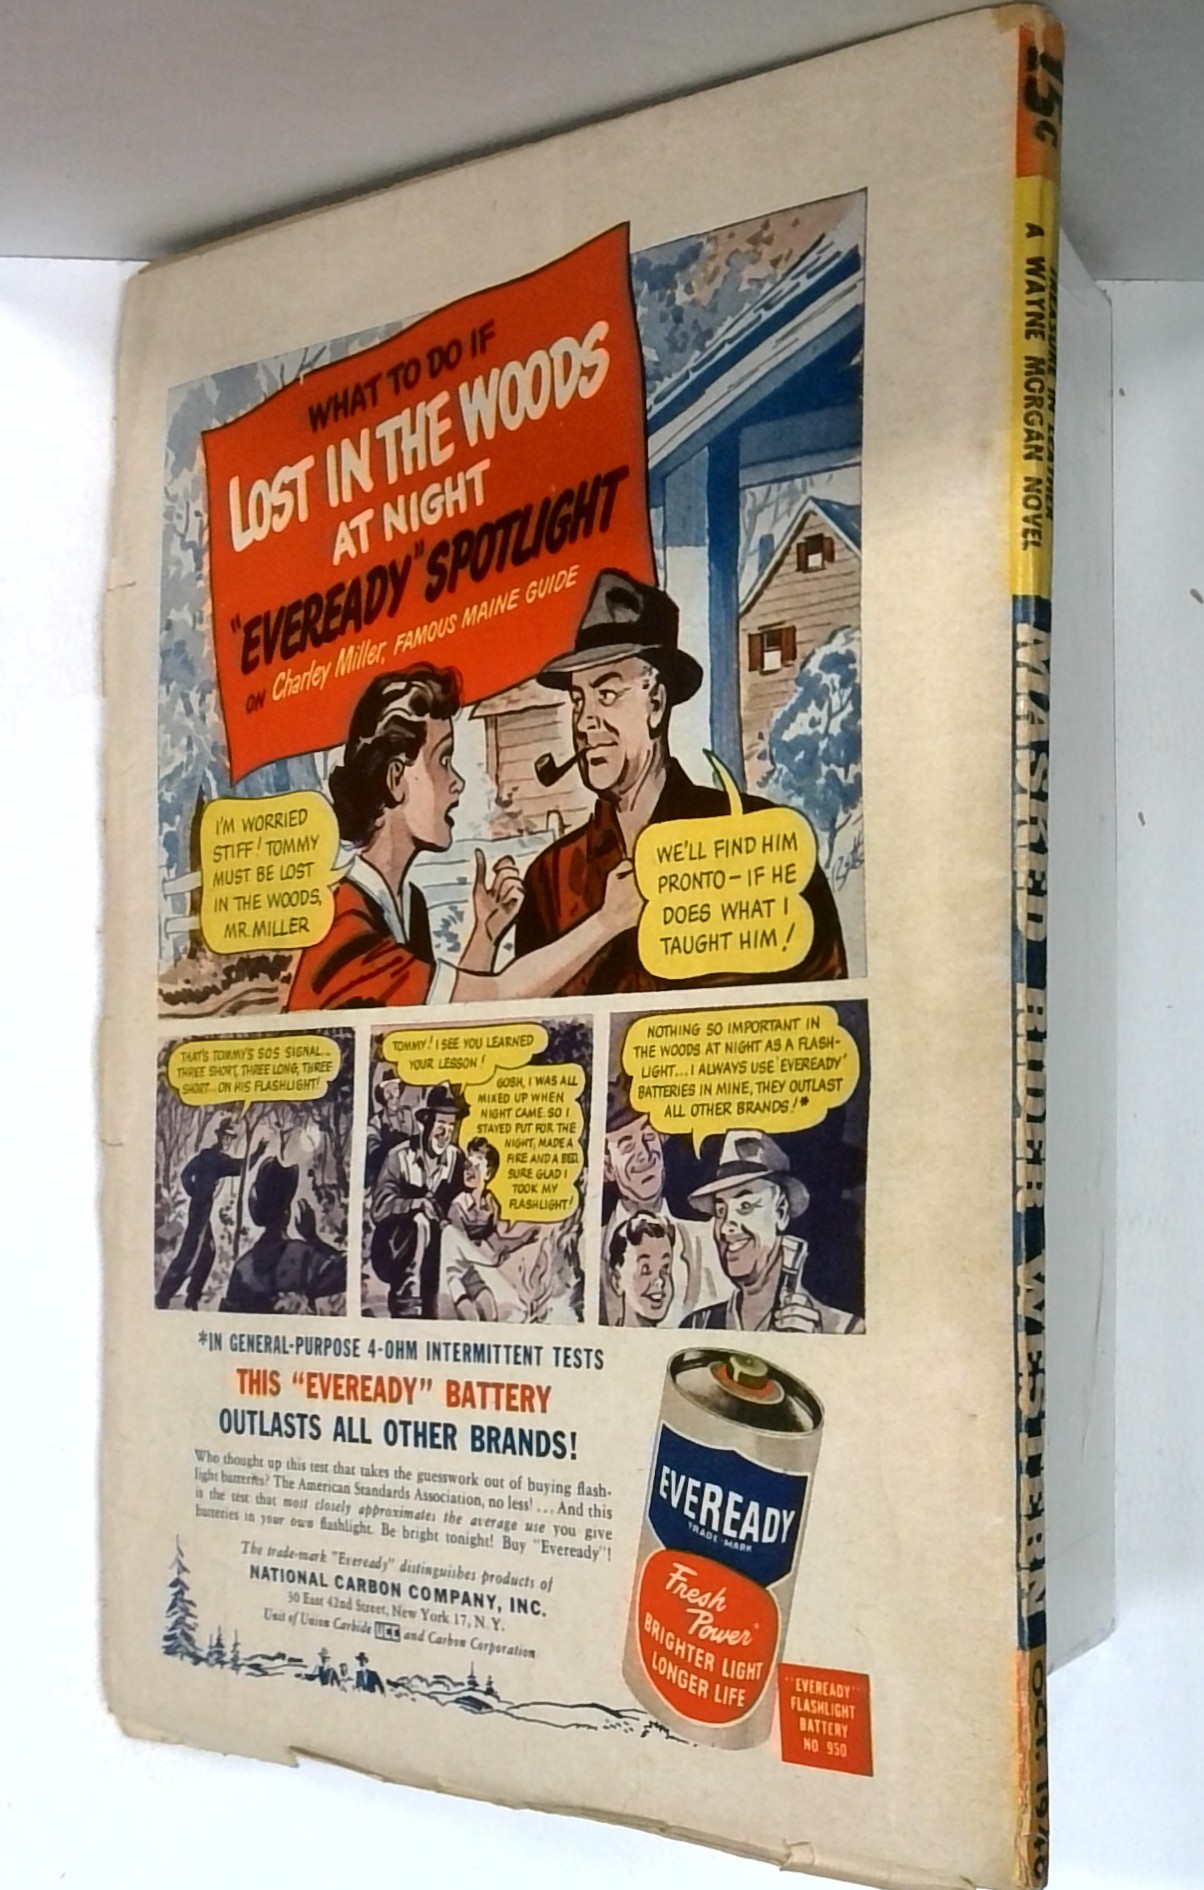 WHAT TO DO IF
LOST IN THE WOODS
AT NIGHT
"EVEREADY" SPOTLIGHT
ON Charley Miller, FAMOUS MAINE GUIDE
I'M WORRIED
STIFF! TOMMY
MUST BE LOST
IN THE WOODS,
MR. MILLER
WE'LL FIND HIM
PRONTO - IF HE
DOES WHAT I
TAUGHT HIM!
THAT'S TOMMY'S SOS SIGNAL...
THREE SHORT, THREE LONG, THREE
SHORT... ON HIS FLASHLIGHT!
TOMMY! I SEE YOU LEARNED
YOUR LESSON!
GOSH, I WAS ALL
MIXED UP WHEN
NIGHT CAME. SO I
STAYED PUT FOR THE
NIGHT, MADE A
FIRE AND A BED.
SURE GLAD I
TOOK MY
FLASHLIGHT!
NOTHING SO IMPORTANT IN
THE WOODS AT NIGHT AS A FLASH-
LIGHT... I ALWAYS USE 'EVEREADY'
BATTERIES IN MINE, THEY OUTLAST
ALL OTHER BRANDS!*
*IN GENERAL-PURPOSE 4-OHM INTERMITTENT TESTS
THIS "EVEREADY" BATTERY
OUTLASTS ALL OTHER BRANDS!
Who thought up this test that takes the guesswork out of buying flash-
light batteries? The American Standards Association, no less! ... And this
is the test that most closely approximates the average use you give
batteries in your own flashlight. Be bright tonight! Buy "Eveready"!
The trade-mark "Eveready" distinguishes products of
NATIONAL CARBON COMPANY, INC.
30 East 42nd Street, New York 17, N. Y.
Unit of Union Carbide UCC and Carbon Corporation
EVEREADY
TRADE-MARK
Fresh
Power
BRIGHTER LIGHT
LONGER LIFE
"EVEREADY"
FLASHLIGHT
BATTERY
NO 950
15c
A WAYNE MORGAN NOVEL
MASKED RIDER WESTERN
OCT. 1948